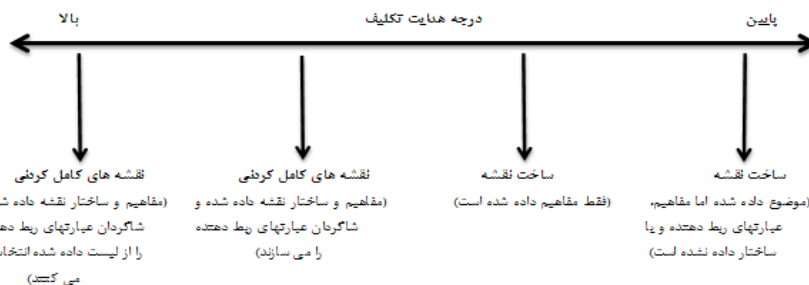 پایین
درجه هدایت تکلیف
بالا
ساخت نقشه
(موضوع داده شده اما مفاهیم،
عبارتهای ربط دهنده و یا
ساختار داده نشده است)
ساخت نقشه
(فقط مفاهیم داده شده است)
نقشه های کامل کردنی
(مفاهیم و ساختار نقشه داده شده و
شاگردان عبارتهای ربط دهنده
را می سازند)
نقشه های کامل کردنی
(مفاهیم و ساختار نقشه داده
شاگردان عبارتهای ربط
را از لیست داده شده
می کنند)